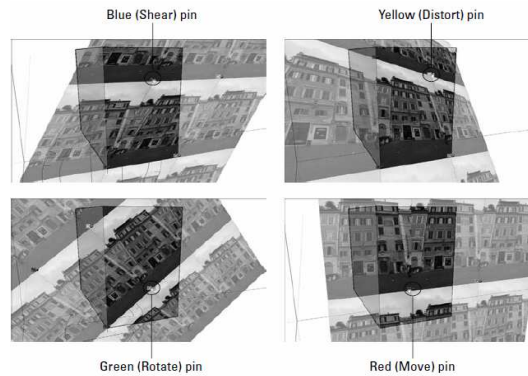 Blue (Shear) pin
Yellow (Distort) pin
Green (Rotate) pin
Red (Move) pin